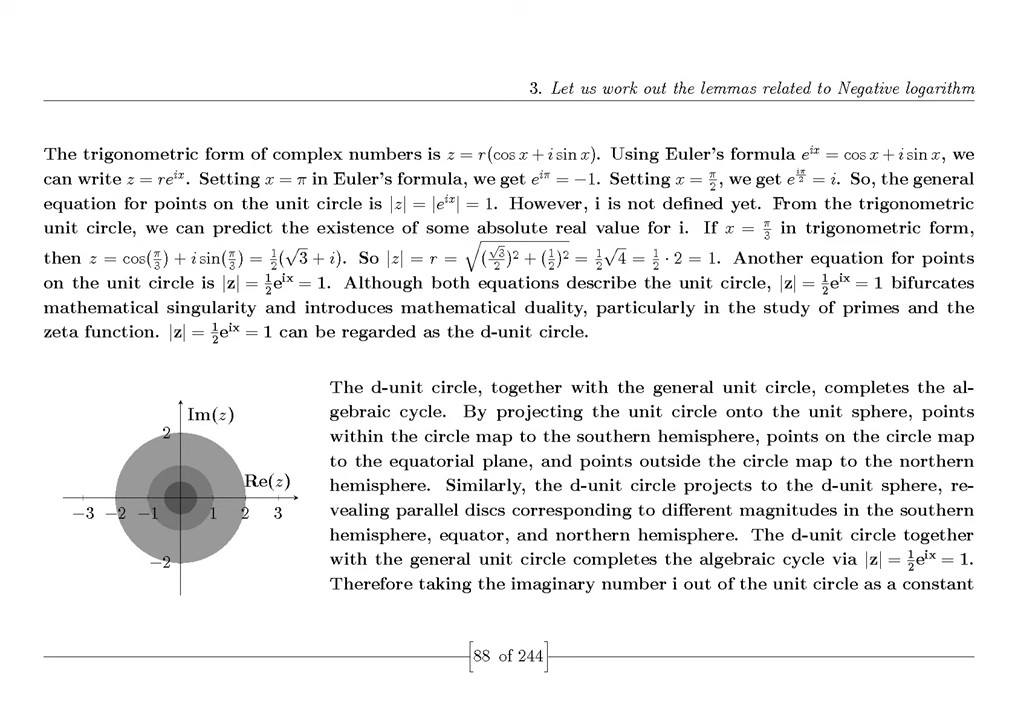 3. Let us work out the lemmas related to Negative logarithm
The trigonometric form of complex numbers is z = r(cos x + i sin x). Using Euler's formula e^{ix} = cos x + i sin x, we
can write z = re^{ix}. Setting x = π in Euler's formula, we get e^{iπ} = −1. Setting x = π/2, we get e^{iπ/2} = i. So, the general
equation for points on the unit circle is |z| = |e^{ix}| = 1. However, i is not defined yet. From the trigonometric
unit circle, we can predict the existence of some absolute real value for i. If x = π/3 in trigonometric form,
then z = cos(π/3) + i sin(π/3) = 1/2(√3 + i). So |z| = r = √((√3/2)² + (1/2)²) = 1/2√4 = 1/2 · 2 = 1. Another equation for points
on the unit circle is |z| = 1/2e^{ix} = 1. Although both equations describe the unit circle, |z| = 1/2e^{ix} = 1 bifurcates
mathematical singularity and introduces mathematical duality, particularly in the study of primes and the
zeta function. |z| = 1/2e^{ix} = 1 can be regarded as the d-unit circle.
Im(z)
2
Re(z)
−3 −2 −1 1 2 3
−2
The d-unit circle, together with the general unit circle, completes the al-
gebraic cycle. By projecting the unit circle onto the unit sphere, points
within the circle map to the southern hemisphere, points on the circle map
to the equatorial plane, and points outside the circle map to the northern
hemisphere. Similarly, the d-unit circle projects to the d-unit sphere, re-
vealing parallel discs corresponding to different magnitudes in the southern
hemisphere, equator, and northern hemisphere. The d-unit circle together
with the general unit circle completes the algebraic cycle via |z| = 1/2e^{ix} = 1.
Therefore taking the imaginary number i out of the unit circle as a constant
88 of 244